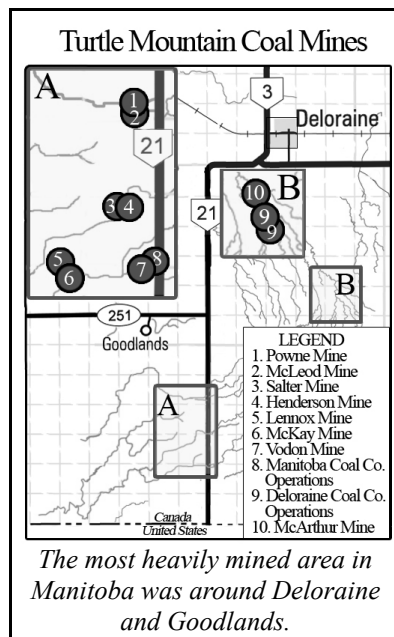 Turtle Mountain Coal Mines
A
1
2
21
3 4
5
6
7
8
3
Deloraine
B
10
9
9
21
B
251
Goodlands
A
Canada
United States
LEGEND
1. Powne Mine
2. McLeod Mine
3. Salter Mine
4. Henderson Mine
5. Lennox Mine
6. McKay Mine
7. Vodon Mine
8. Manitoba Coal Co.
Operations
9. Deloraine Coal Co.
Operations
10. McArthur Mine
The most heavily mined area in
Manitoba was around Deloraine
and Goodlands.